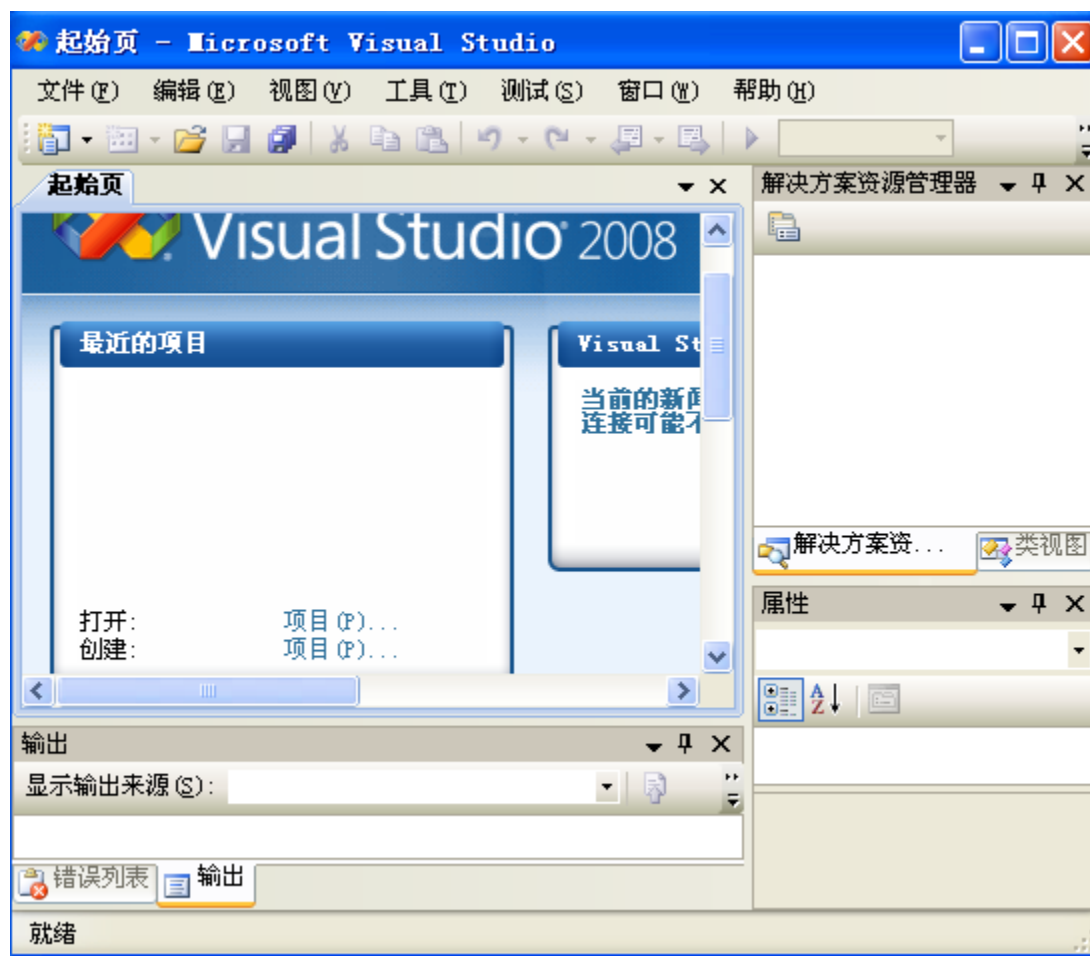 起始页 - Microsoft Visual Studio
文件(F) 编辑(E) 视图(V) 工具(T) 测试(S) 窗口(W) 帮助(H)
起始页
解决方案资源管理器
Visual Studio 2008
最近的项目
Visual St
当前的新
连接可能
打开: 项目(P)...
创建: 项目(P)...
解决方案资... 类视图
属性
输出
显示输出来源(S):
错误列表 输出
就绪